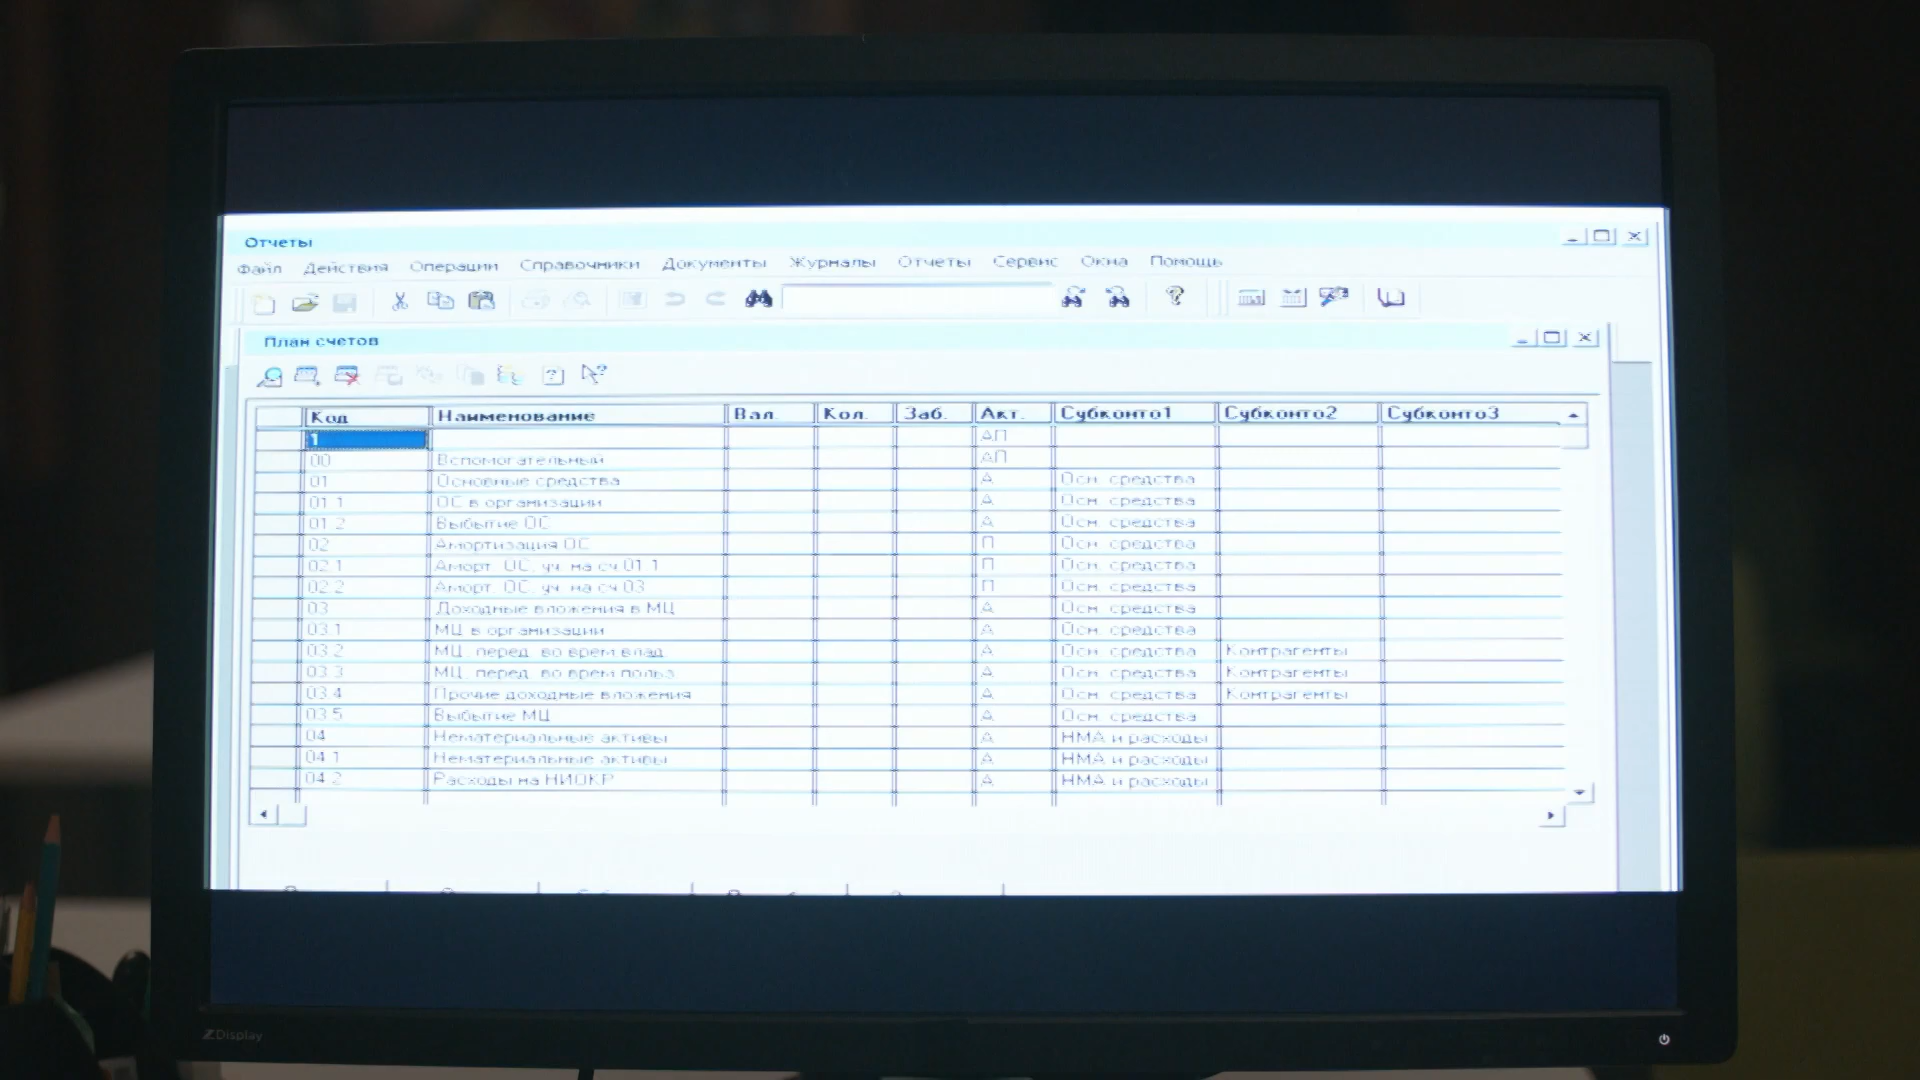 Отчеты
Файл Действия Операции Справочники Документы Журналы Отчеты Сервис Окна Помощь
План счетов
Код Наименование Вал. Кол. Заб. Акт. Субконто1 Субконто2 Субконто3
1 АП
00 Вспомогательный АП
01 Основные средства А Осн. средства
01.1 ОС в организации А Осн. средства
01.2 Выбытие ОС А Осн. средства
02 Амортизация ОС П Осн. средства
02.1 Аморт. ОС, уч. на сч.01.1 П Осн. средства
02.2 Аморт. ОС, уч. на сч.03 П Осн. средства
03 Доходные вложения в МЦ А Осн. средства
03.1 МЦ в организации А Осн. средства
03.2 МЦ, перед. во врем.влад. А Осн. средства Контрагенты
03.3 МЦ, перед. во врем.польз. А Осн. средства Контрагенты
03.4 Прочие доходные вложения А Осн. средства Контрагенты
03.5 Выбытие МЦ А Осн. средства
04 Нематериальные активы А НМА и расходы
04.1 Нематериальные активы А НМА и расходы
04.2 Расходы на НИОКР А НМА и расходы
ZDisplay